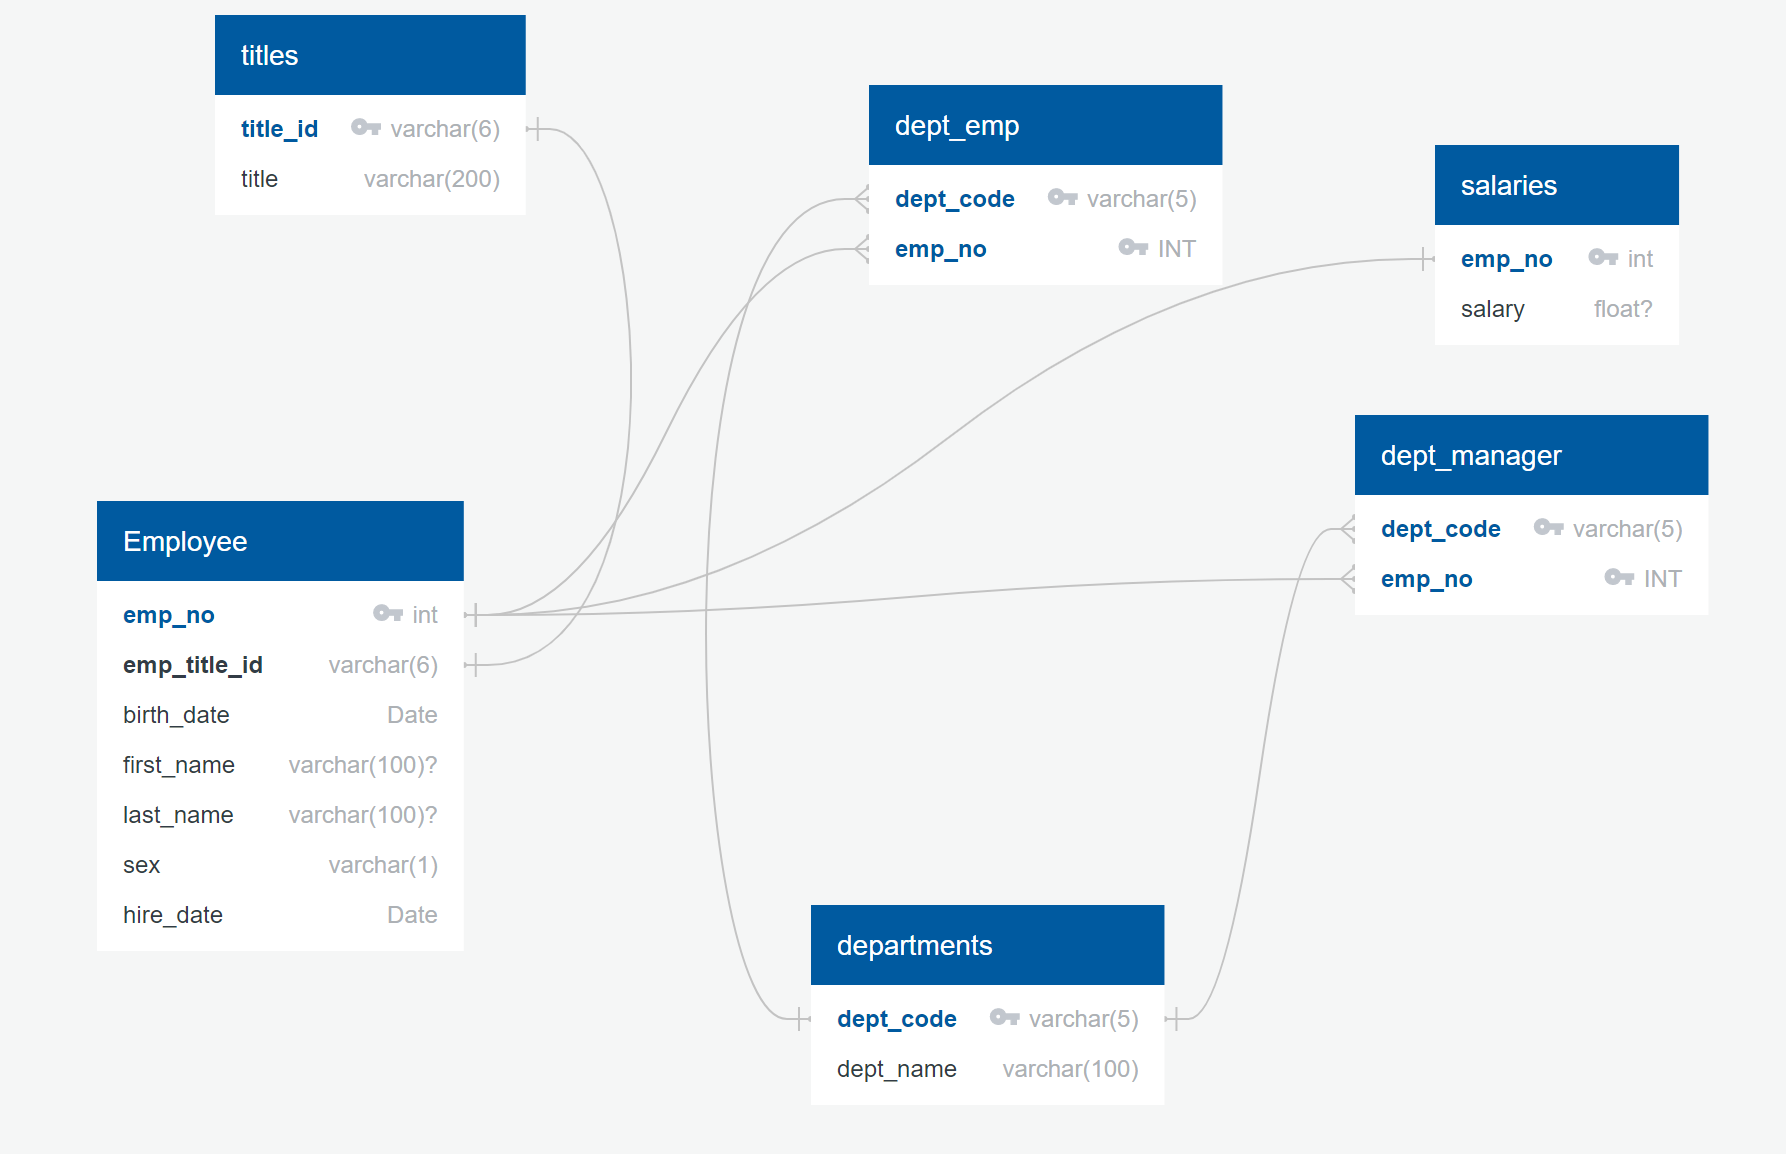 titles
title_id varchar(6)
title varchar(200)
dept_emp
dept_code varchar(5)
emp_no INT
salaries
emp_no int
salary float?
dept_manager
dept_code varchar(5)
emp_no INT
Employee
emp_no int
emp_title_id varchar(6)
birth_date Date
first_name varchar(100)?
last_name varchar(100)?
sex varchar(1)
hire_date Date
departments
dept_code varchar(5)
dept_name varchar(100)